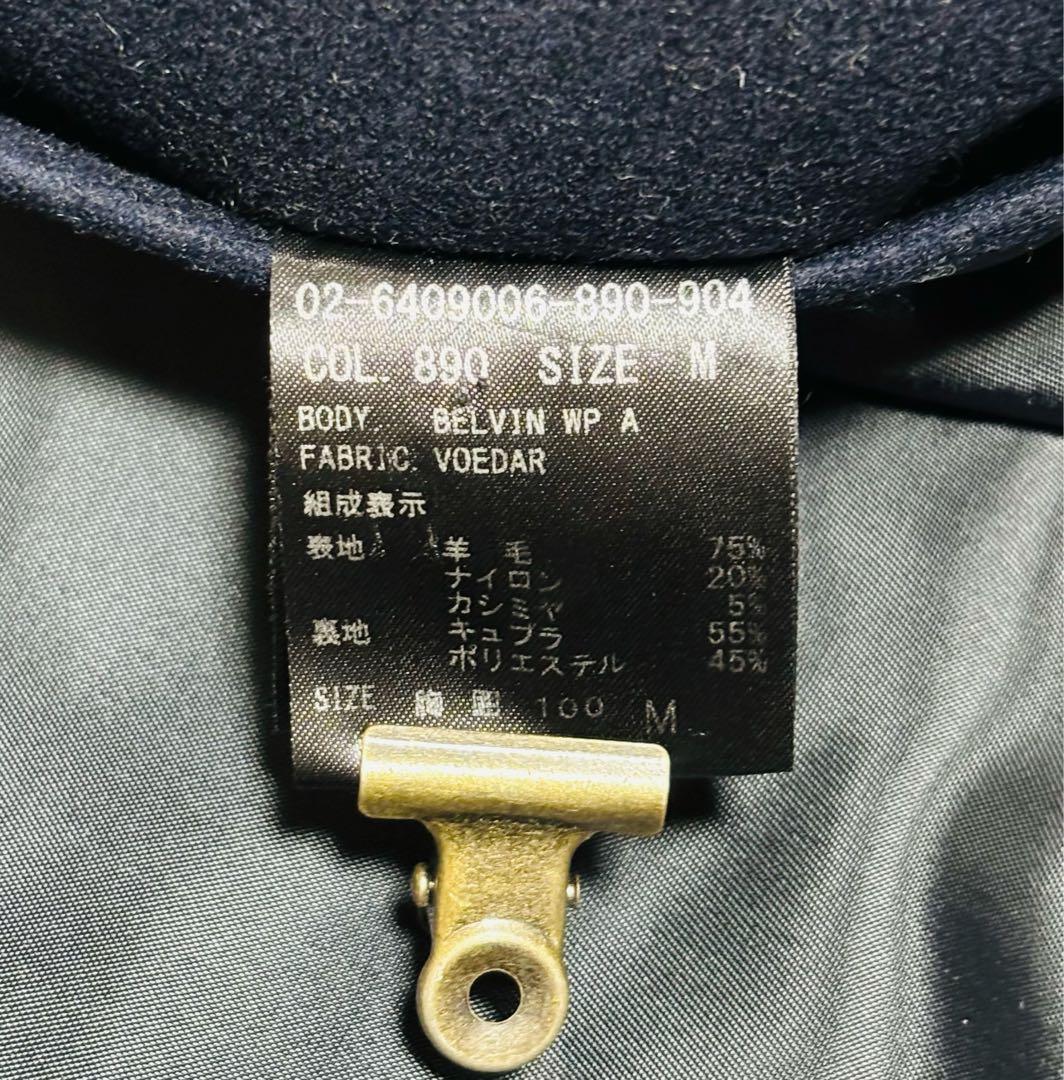 02-6409006-890-904
COL. 890 SIZE M
BODY. BELVIN WP A
FABRIC. VOEDAR
組成表示
表地 羊 毛 75%
ナイロン 20%
カシミヤ 5%
裏地 キュプラ 55%
ポリエステル 45%
SIZE 胸 囲 100 M